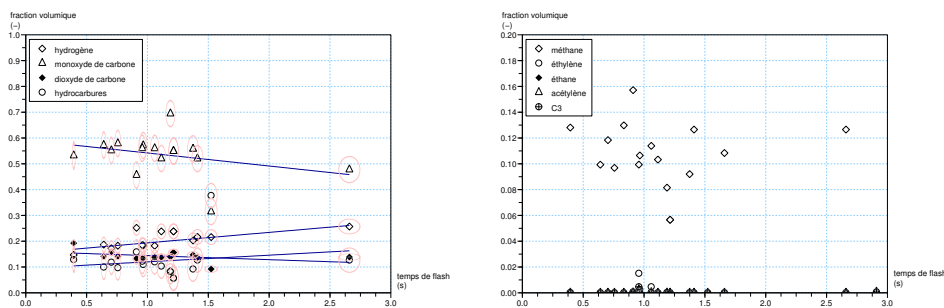 fraction volumique
(−)
1.0
0.9
0.8
0.7
0.6
0.5
0.4
0.3
0.2
0.1
0.0
hydrogène
monoxyde de carbone
dioxyde de carbone
hydrocarbures
temps de flash
(s)
0.0 0.5 1.0 1.5 2.0 2.5 3.0
fraction volumique
(−)
0.20
0.18
0.16
0.14
0.12
0.10
0.08
0.06
0.04
0.02
0.00
méthane
éthylène
éthane
acétylène
C3
temps de flash
(s)
0.0 0.5 1.0 1.5 2.0 2.5 3.0